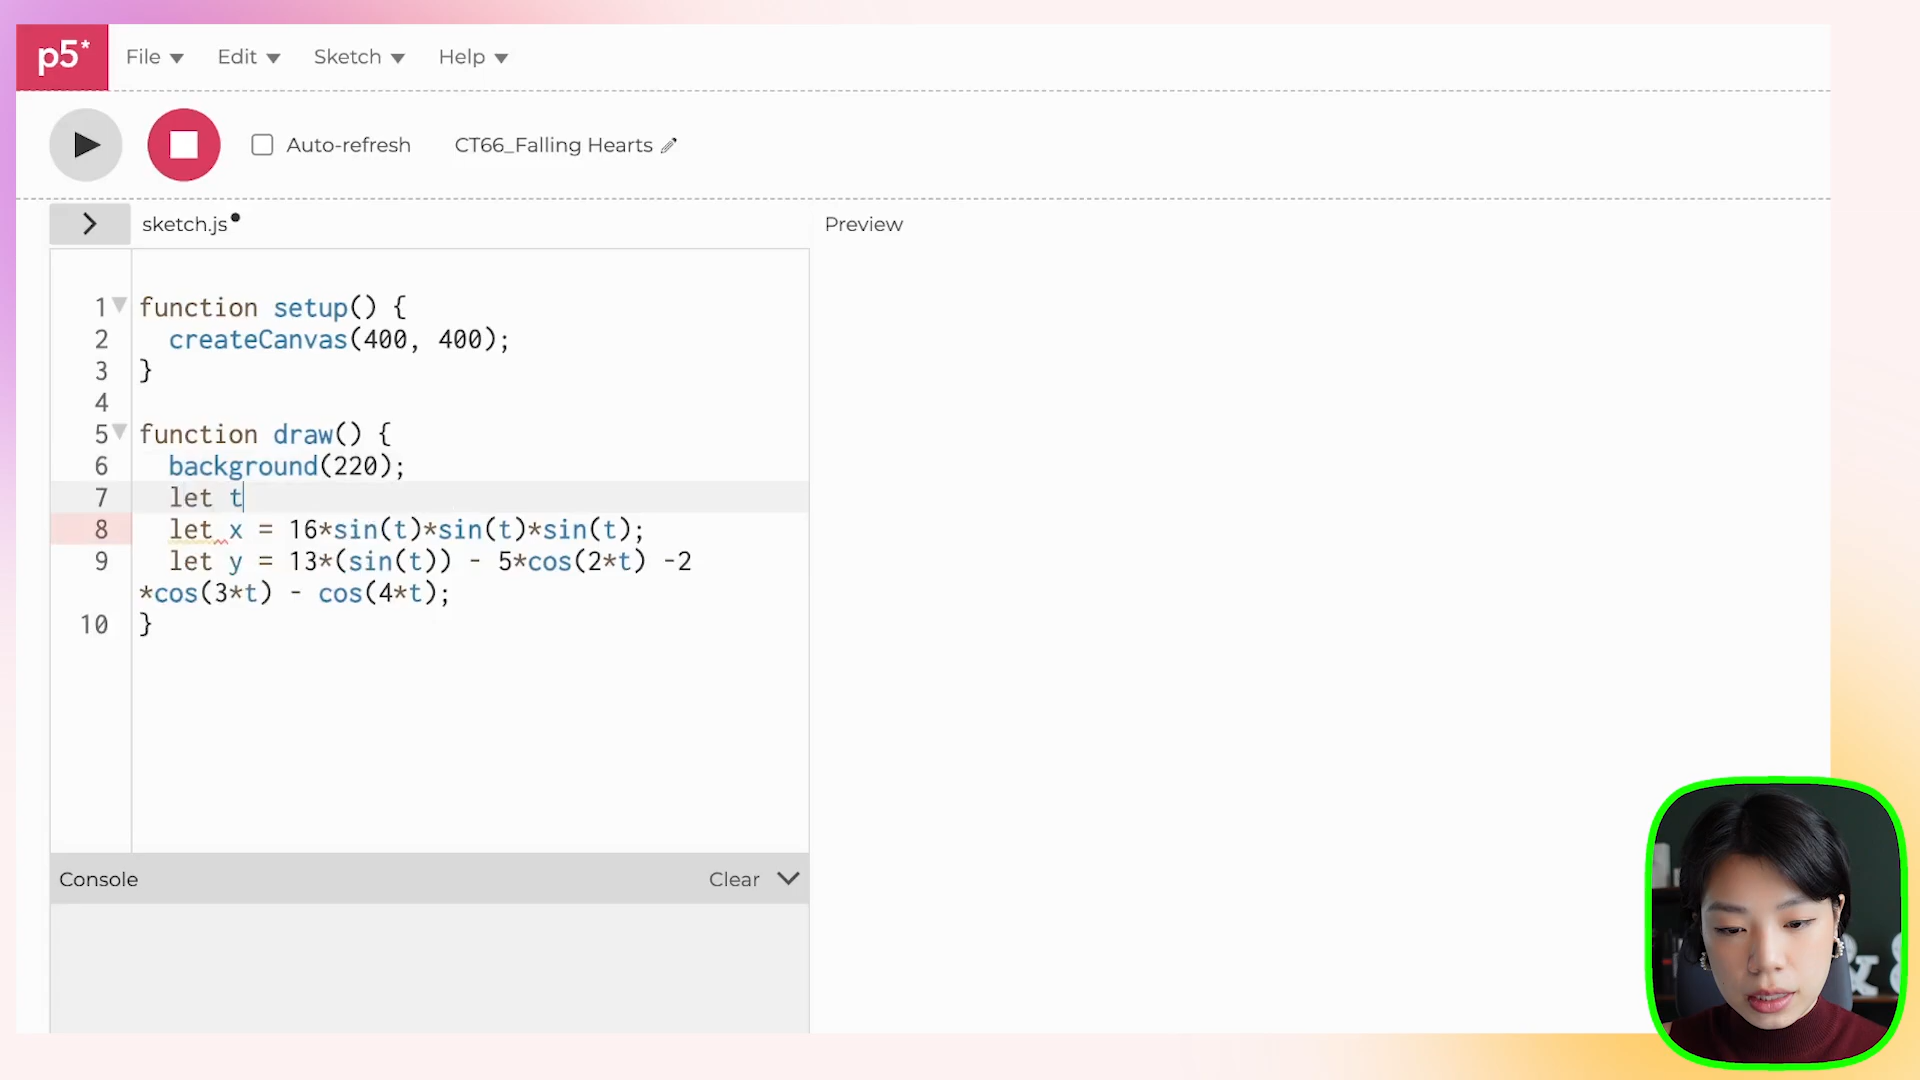 p5*
File Edit Sketch Help
Auto-refresh CT66_Falling Hearts
sketch.js
Preview
1 function setup() {
2 createCanvas(400, 400);
3 }
4
5 function draw() {
6 background(220);
7 let t
8 let x = 16*sin(t)*sin(t)*sin(t);
9 let y = 13*(sin(t)) - 5*cos(2*t) -2
*cos(3*t) - cos(4*t);
10 }
Console Clear
&